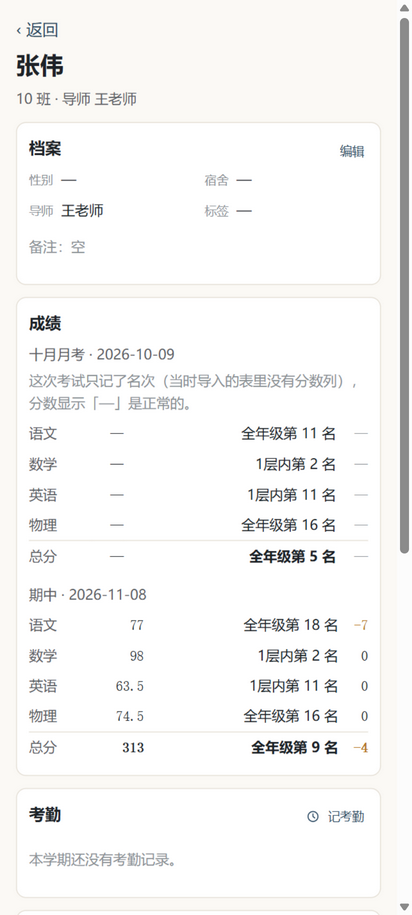 ‹ 返回
张伟
10 班 · 导师 王老师
档案 编辑
性别 — 宿舍 —
导师 王老师 标签 —
备注：空
成绩
十月月考 · 2026-10-09
这次考试只记了名次（当时导入的表里没有分数列），
分数显示「—」是正常的。
语文 — 全年级第 11 名 —
数学 — 1层内第 2 名 —
英语 — 1层内第 11 名 —
物理 — 全年级第 16 名 —
总分 — 全年级第 5 名 —
期中 · 2026-11-08
语文 77 全年级第 18 名 −7
数学 98 1层内第 2 名 0
英语 63.5 1层内第 11 名 0
物理 74.5 全年级第 16 名 0
总分 313 全年级第 9 名 −4
考勤 记考勤
本学期还没有考勤记录。